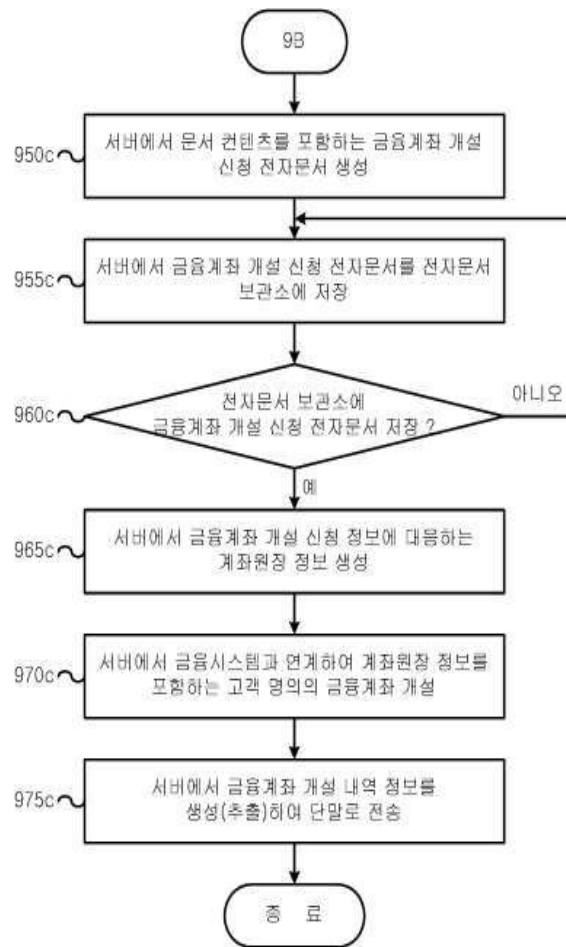 9B
950c
서버에서 문서 컨텐츠를 포함하는 금융계좌 개설
신청 전자문서 생성
955c
서버에서 금융계좌 개설 신청 전자문서를 전자문서
보관소에 저장
960c
전자문서 보관소에
금융계좌 개설 신청 전자문서 저장 ?
아니오
예
965c
서버에서 금융계좌 개설 신청 정보에 대응하는
계좌원장 정보 생성
970c
서버에서 금융시스템과 연계하여 계좌원장 정보를
포함하는 고객 명의의 금융계좌 개설
975c
서버에서 금융계좌 개설 내역 정보를
생성(추출)하여 단말로 전송
종 료